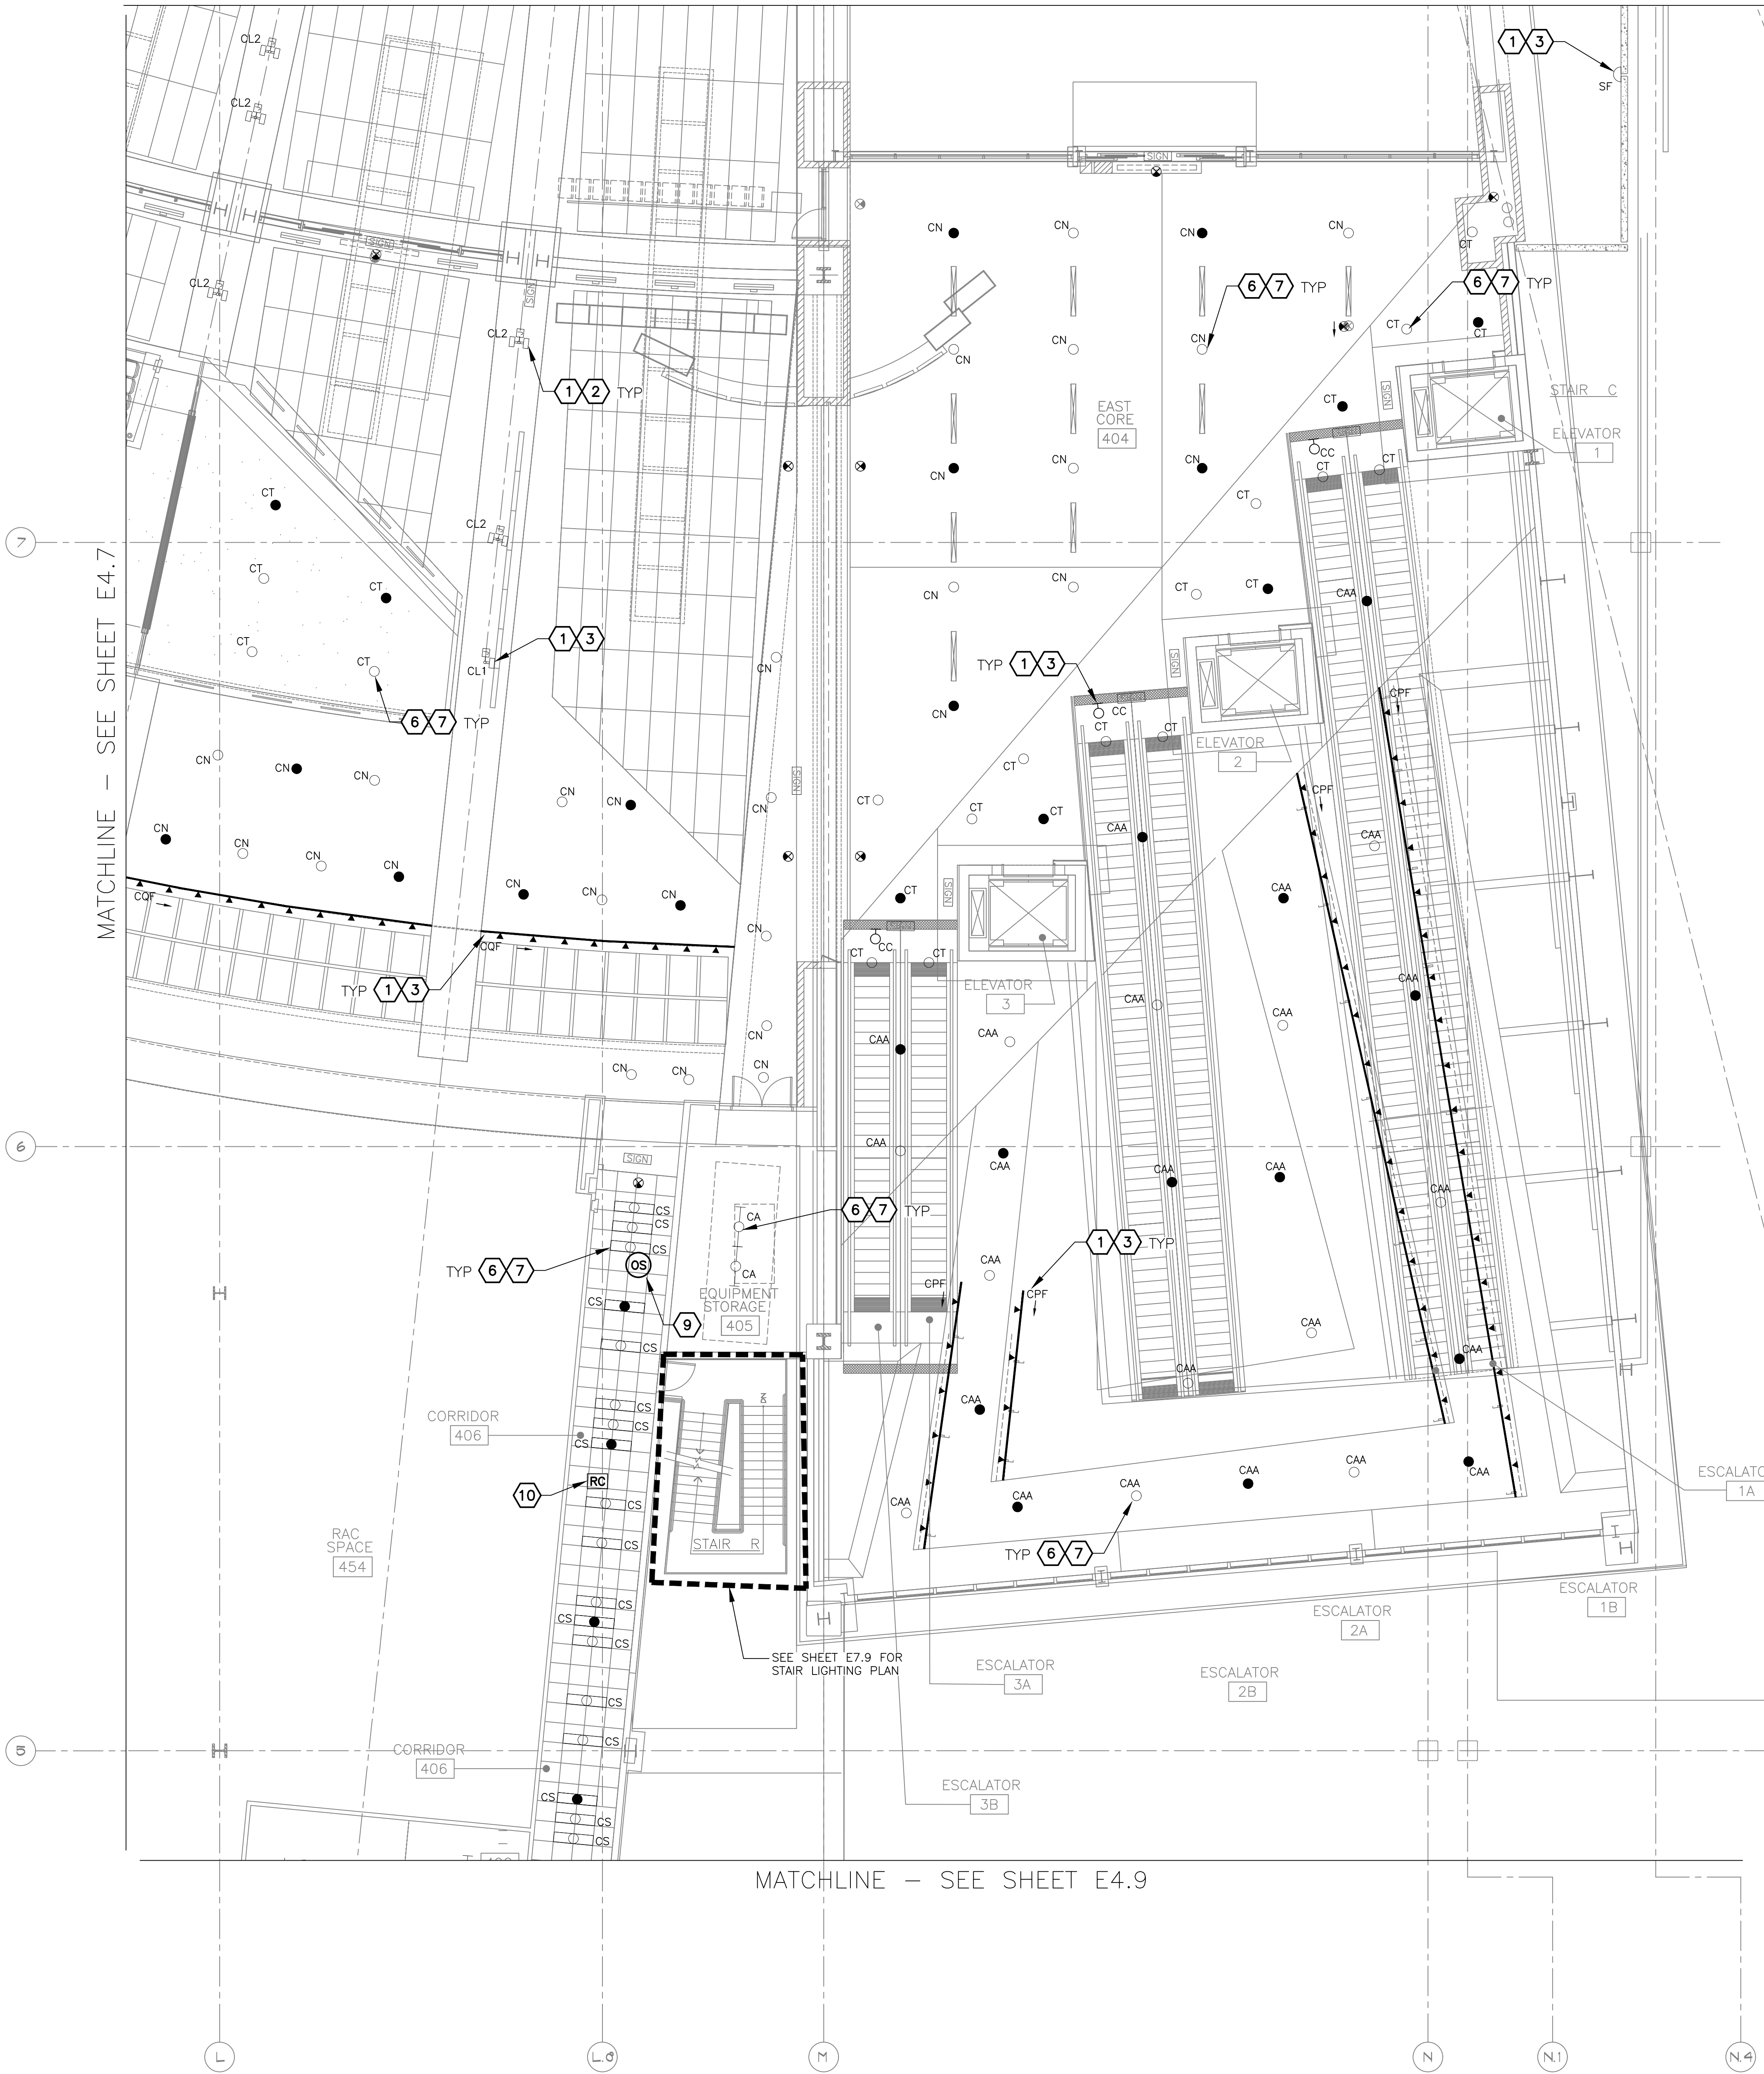 CL2
1 3
SF
CL2
SIGN
CN
CN
CN
CN
CT
SIGN
CL2
SIGN
6 7 TYP
6 7 TYP
CT
CT
CL2
CN
CN
CN
1 2 TYP
SIGN
STAIR C
EAST
CORE
404
CT
ELEVATOR
1
CC
CN
CN
CN
CT
CT
CT
CT
CL2
7
MATCHLINE - SEE SHEET E4.7
CT
CT
CN
CN
CT
CT
CAA
CT
1 3
CT
CL1
CN
TYP 1 3
SIGN
CPF
6 7 TYP
CN
CC
CT
CT
ELEVATOR
2
CN
CN
CN
CN
CN
CN
SIGN
CT
CT
CT
CT
CPF
CN
CN
CN
CN
CN
CN
CN
CAA
CAA
CQF
CQF
CN
SIGN
CT
CAA
CC
CT
CT
TYP 1 3
ELEVATOR
3
CAA
CAA
CN
CAA
CAA
CAA
CN
CN
CN
6
SIGN
CAA
CAA
CAA
CAA
CAA
CS
CS
CS
CA
CA
6 7 TYP
TYP 6 7
OS
1 3 TYP
CAA
CS
9
EQUIPMENT
STORAGE
405
CPF
CPF
CS
CAA
CAA
CAA
CAA
CS
CS
CS
CORRIDOR
406
CAA
CAA
CAA
CAA
CAA
CAA
ESCALATO
1A
10
RC
CS
CS
STAIR R
RAC
SPACE
454
TYP 6 7
CS
CS
CS
ESCALATOR
1B
ESCALATOR
2A
SEE SHEET E7.9 FOR
STAIR LIGHTING PLAN
ESCALATOR
3A
ESCALATOR
2B
CS
CS
5
CORRIDOR
406
ESCALATOR
3B
CS
CS
CS
MATCHLINE - SEE SHEET E4.9
L
L.8
M
N
N.1
N.4